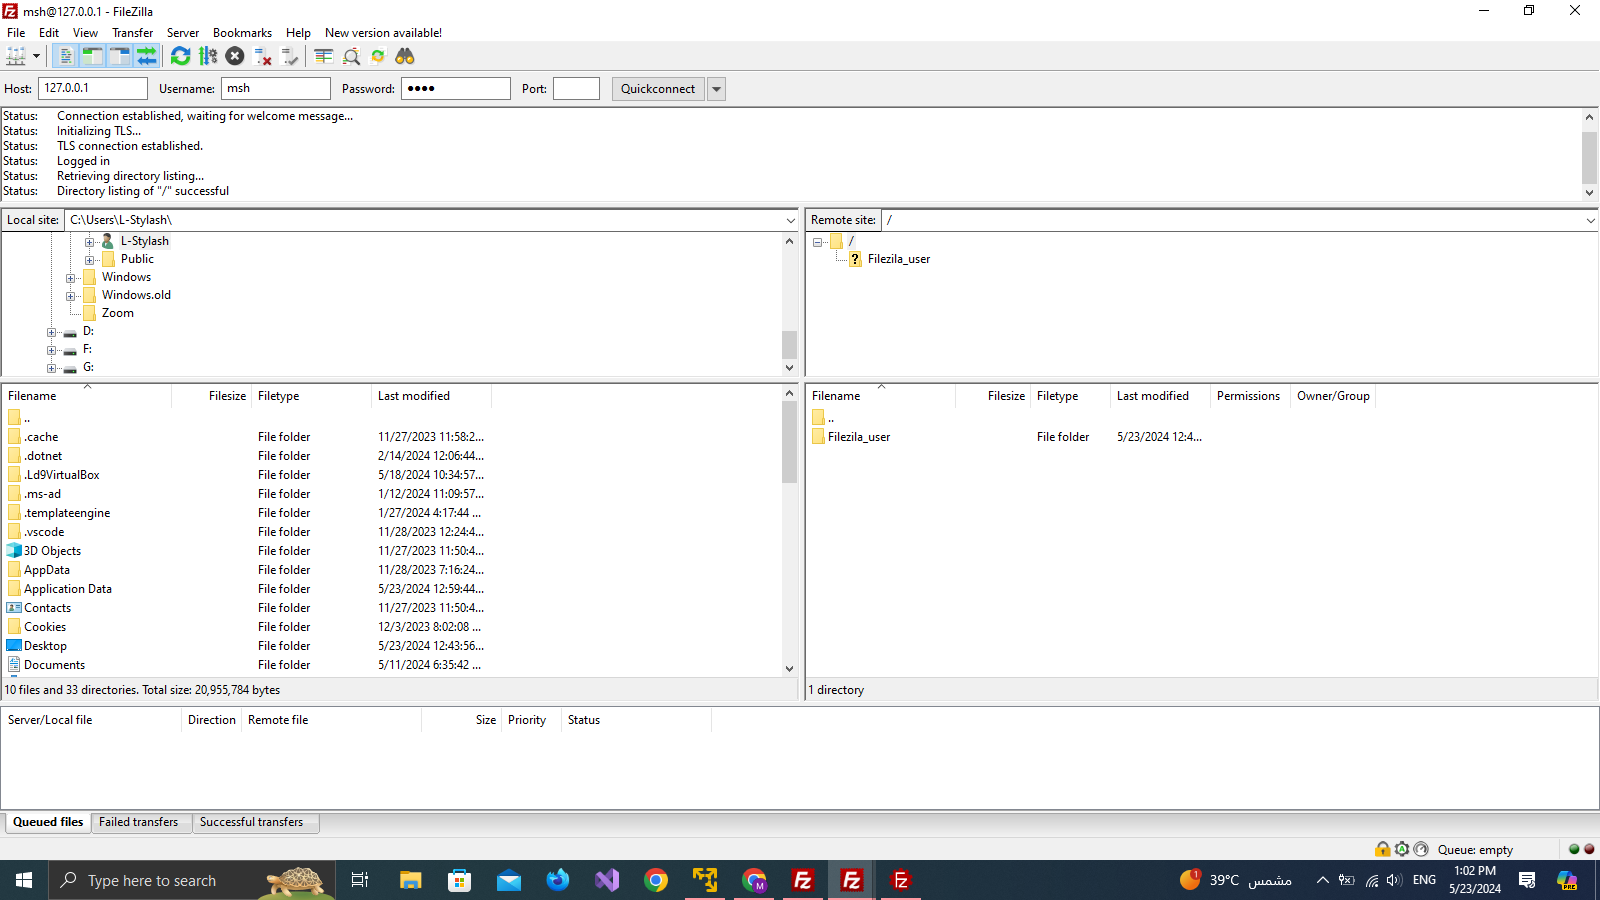 msh@127.0.0.1 - FileZilla
File Edit View Transfer Server Bookmarks Help New version available!
Host: 127.0.0.1 Username: msh Password: ●●●● Port: Quickconnect
Status: Connection established, waiting for welcome message...
Status: Initializing TLS...
Status: TLS connection established.
Status: Logged in
Status: Retrieving directory listing...
Status: Directory listing of "/" successful
Local site: C:\Users\L-Stylash\
L-Stylash
Public
Windows
Windows.old
Zoom
D:
F:
G:
Remote site: /
/
Filezila_user
Filename Filesize Filetype Last modified
..
.cache File folder 11/27/2023 11:58:2...
.dotnet File folder 2/14/2024 12:06:44...
.Ld9VirtualBox File folder 5/18/2024 10:34:57...
.ms-ad File folder 1/12/2024 11:09:57...
.templateengine File folder 1/27/2024 4:17:44 ...
.vscode File folder 11/28/2023 12:24:4...
3D Objects File folder 11/27/2023 11:50:4...
AppData File folder 11/28/2023 7:16:24...
Application Data File folder 5/23/2024 12:59:44...
Contacts File folder 11/27/2023 11:50:4...
Cookies File folder 12/3/2023 8:02:08 ...
Desktop File folder 5/23/2024 12:43:56...
Documents File folder 5/11/2024 6:35:42 ...
10 files and 33 directories. Total size: 20,955,784 bytes
Filename Filesize Filetype Last modified Permissions Owner/Group
..
Filezila_user File folder 5/23/2024 12:4...
1 directory
Server/Local file Direction Remote file Size Priority Status
Queued files Failed transfers Successful transfers
Queue: empty
Type here to search
1
39°C مشمس
ENG
1:02 PM
5/23/2024
PRE